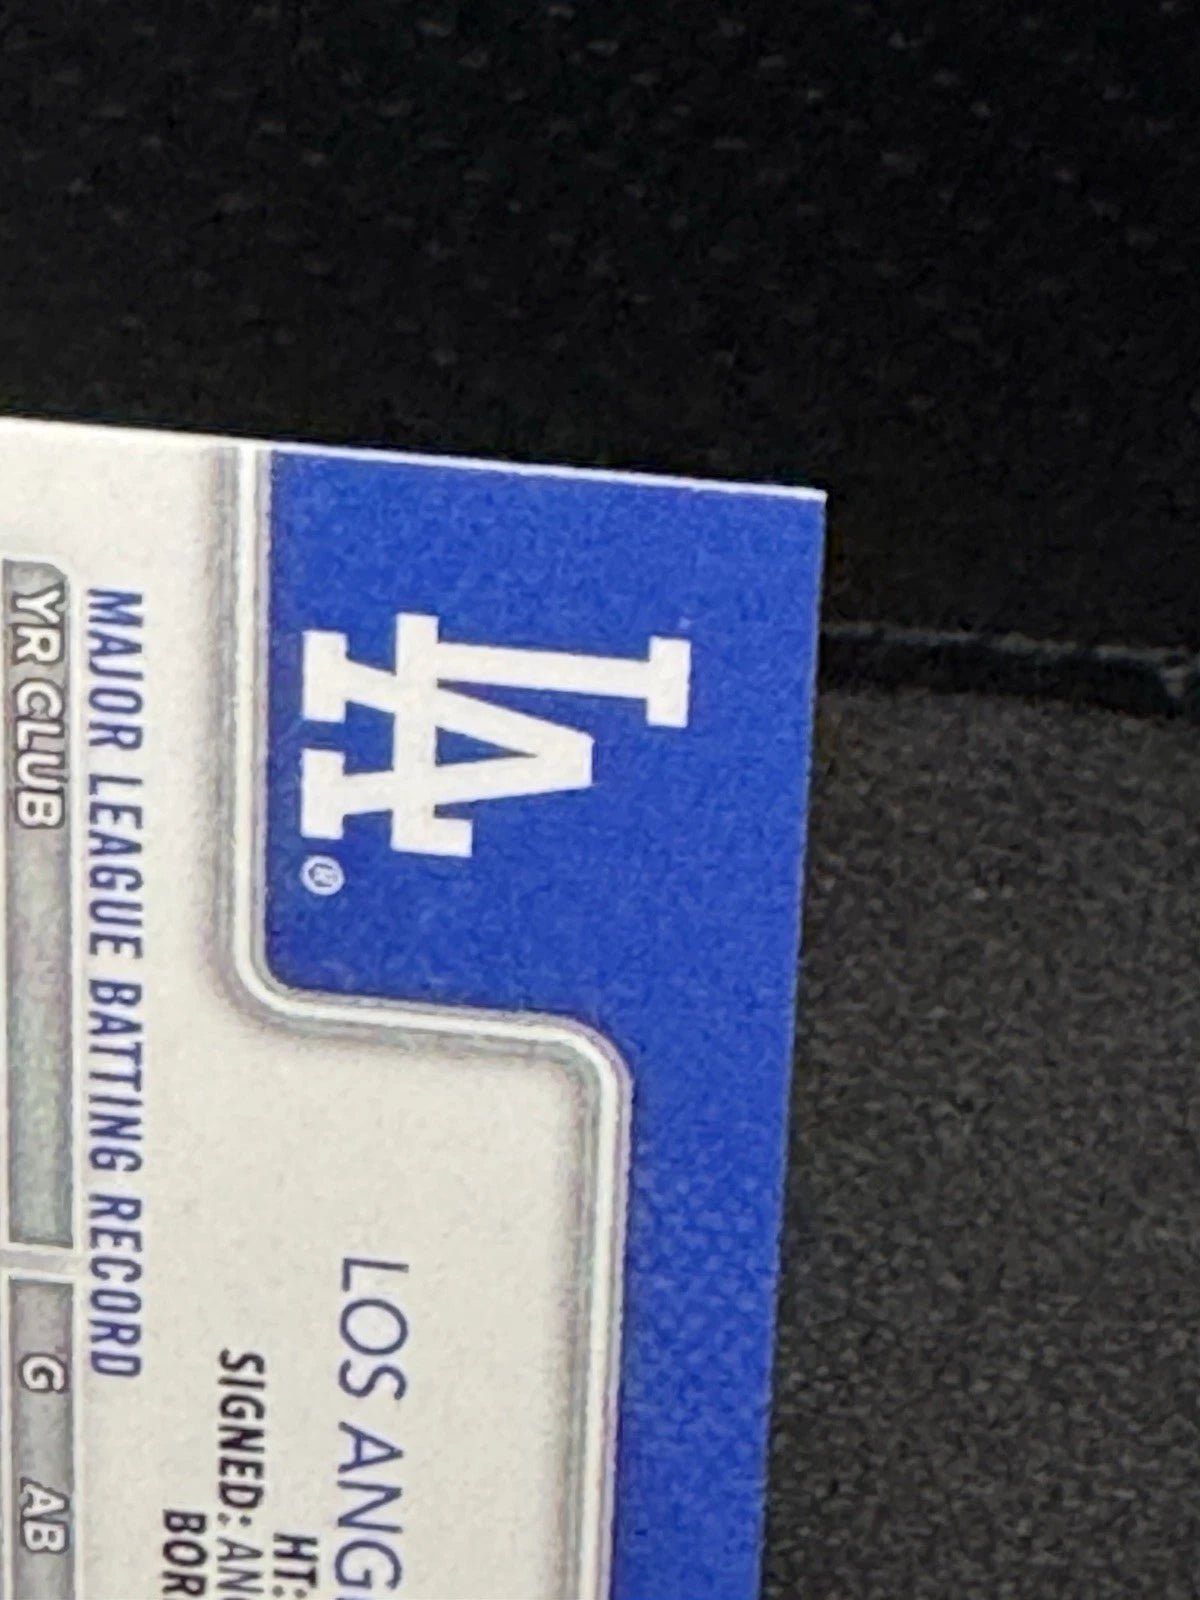 LA®
LOS ANG
HT:
SIGNED: AN
BOR
MAJOR LEAGUE BATTING RECORD
YR CLUB G AB